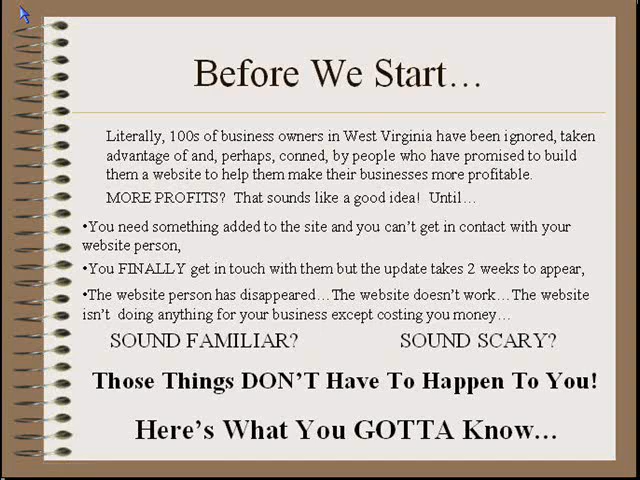 Before We Start…
Literally, 100s of business owners in West Virginia have been ignored, taken
advantage of and, perhaps, conned, by people who have promised to build
them a website to help them make their businesses more profitable.
MORE PROFITS?  That sounds like a good idea!  Until…
•You need something added to the site and you can't get in contact with your
website person,
•You FINALLY get in touch with them but the update takes 2 weeks to appear,
•The website person has disappeared…The website doesn't work…The website
isn't  doing anything for your business except costing you money…
SOUND FAMILIAR? SOUND SCARY?
Those Things DON'T Have To Happen To You!
Here's What You GOTTA Know…